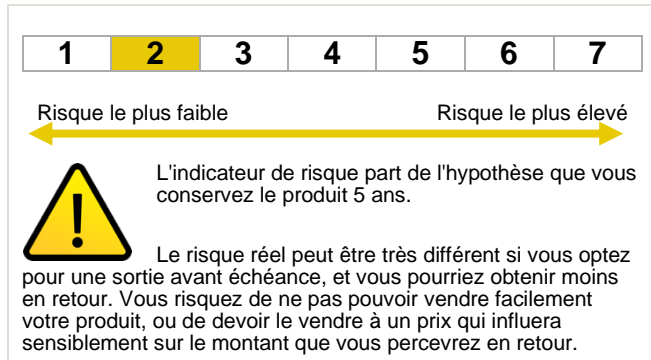 1 2 3 4 5 6 7
Risque le plus faible Risque le plus élevé
L'indicateur de risque part de l'hypothèse que vous
conservez le produit 5 ans.
Le risque réel peut être très différent si vous optez
pour une sortie avant échéance, et vous pourriez obtenir moins
en retour. Vous risquez de ne pas pouvoir vendre facilement
votre produit, ou de devoir le vendre à un prix qui influera
sensiblement sur le montant que vous percevrez en retour.